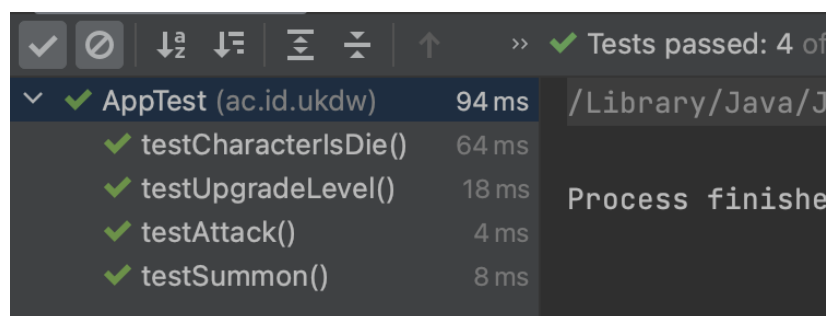 Tests passed: 4 of
AppTest (ac.id.ukdw) 94 ms
testCharacterIsDie() 64 ms
testUpgradeLevel() 18 ms
testAttack() 4 ms
testSummon() 8 ms
/Library/Java/J
Process finishe